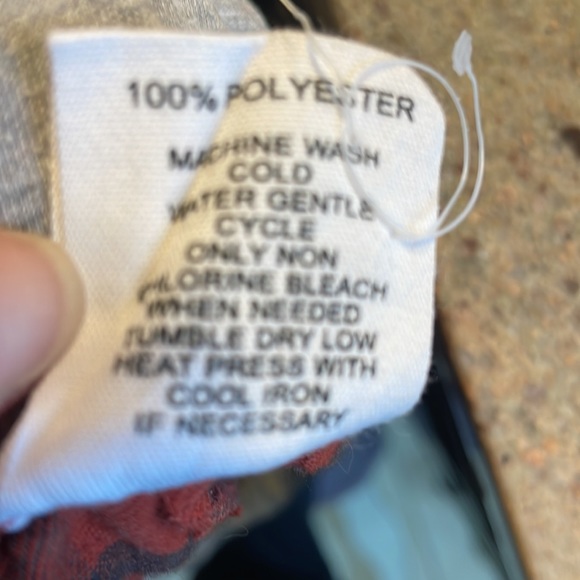 100% POLYESTER
MACHINE WASH
COLD
WATER GENTLE
CYCLE
ONLY NON
CHLORINE BLEACH
WHEN NEEDED
TUMBLE DRY LOW
HEAT PRESS WITH
COOL IRON
IF NECESSARY